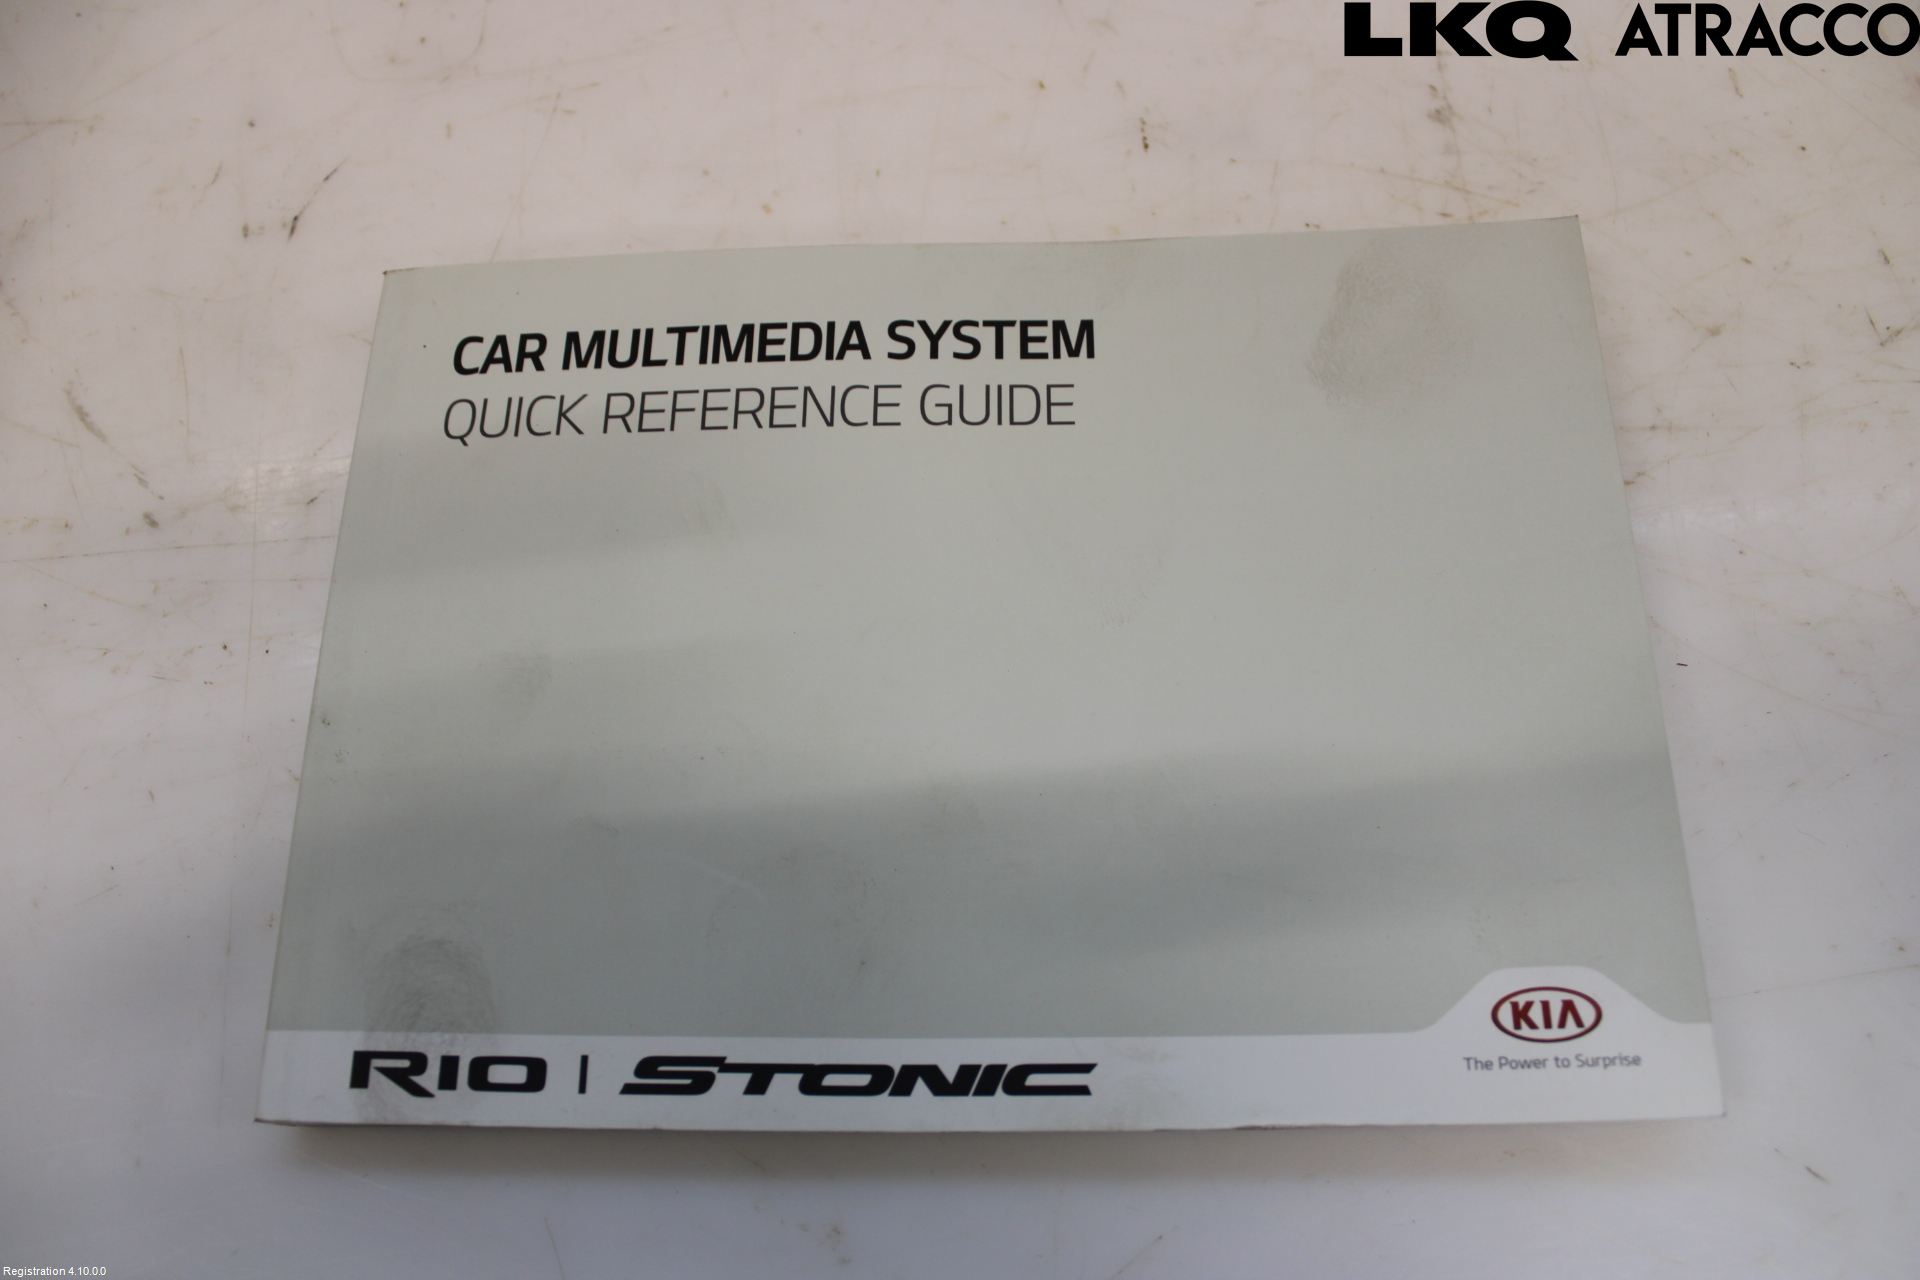 LKQ ATRACCO
CAR MULTIMEDIA SYSTEM
QUICK REFERENCE GUIDE
RIO | STONIC
KIA
The Power to Surprise
Registration 4.10.0.0